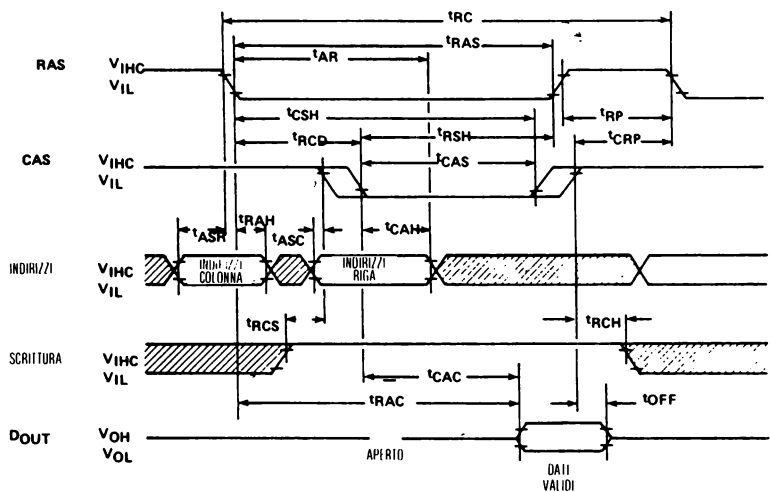 tRC
tRAS
tAR
RAS
VIHC
VIL
tRP
tCSH
tRCD
tRSH
tCRP
CAS
VIHC
VIL
tCAS
tASR
tRAH
tASC
tCAH
INDIRIZZI
VIHC
VIL
INDIRIZZI
COLONNA
INDIRIZZI
RIGA
tRCS
tRCH
SCRITTURA
VIHC
VIL
tCAC
tRAC
tOFF
DOUT
VOH
VOL
APERTO
DATI
VALIDI